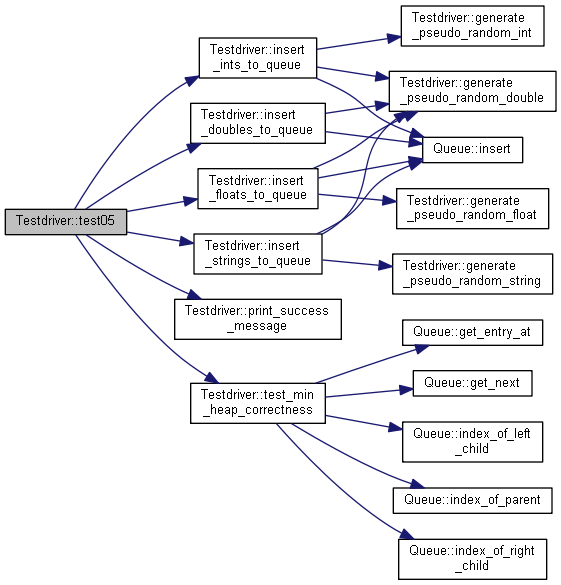 Testdriver::test05
Testdriver::insert
_ints_to_queue
Testdriver::insert
_doubles_to_queue
Testdriver::insert
_floats_to_queue
Testdriver::insert
_strings_to_queue
Testdriver::print_success
_message
Testdriver::test_min
_heap_correctness
Testdriver::generate
_pseudo_random_int
Testdriver::generate
_pseudo_random_double
Queue::insert
Testdriver::generate
_pseudo_random_float
Testdriver::generate
_pseudo_random_string
Queue::get_entry_at
Queue::get_next
Queue::index_of_left
_child
Queue::index_of_parent
Queue::index_of_right
_child